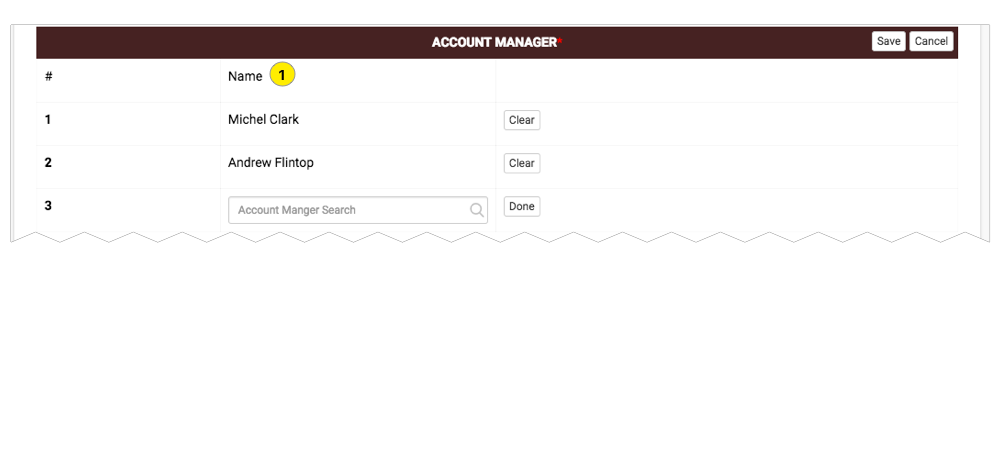 ACCOUNT MANAGER*
Save Cancel
# Name 1
1 Michel Clark Clear
2 Andrew Flintop Clear
3 Account Manger Search Done